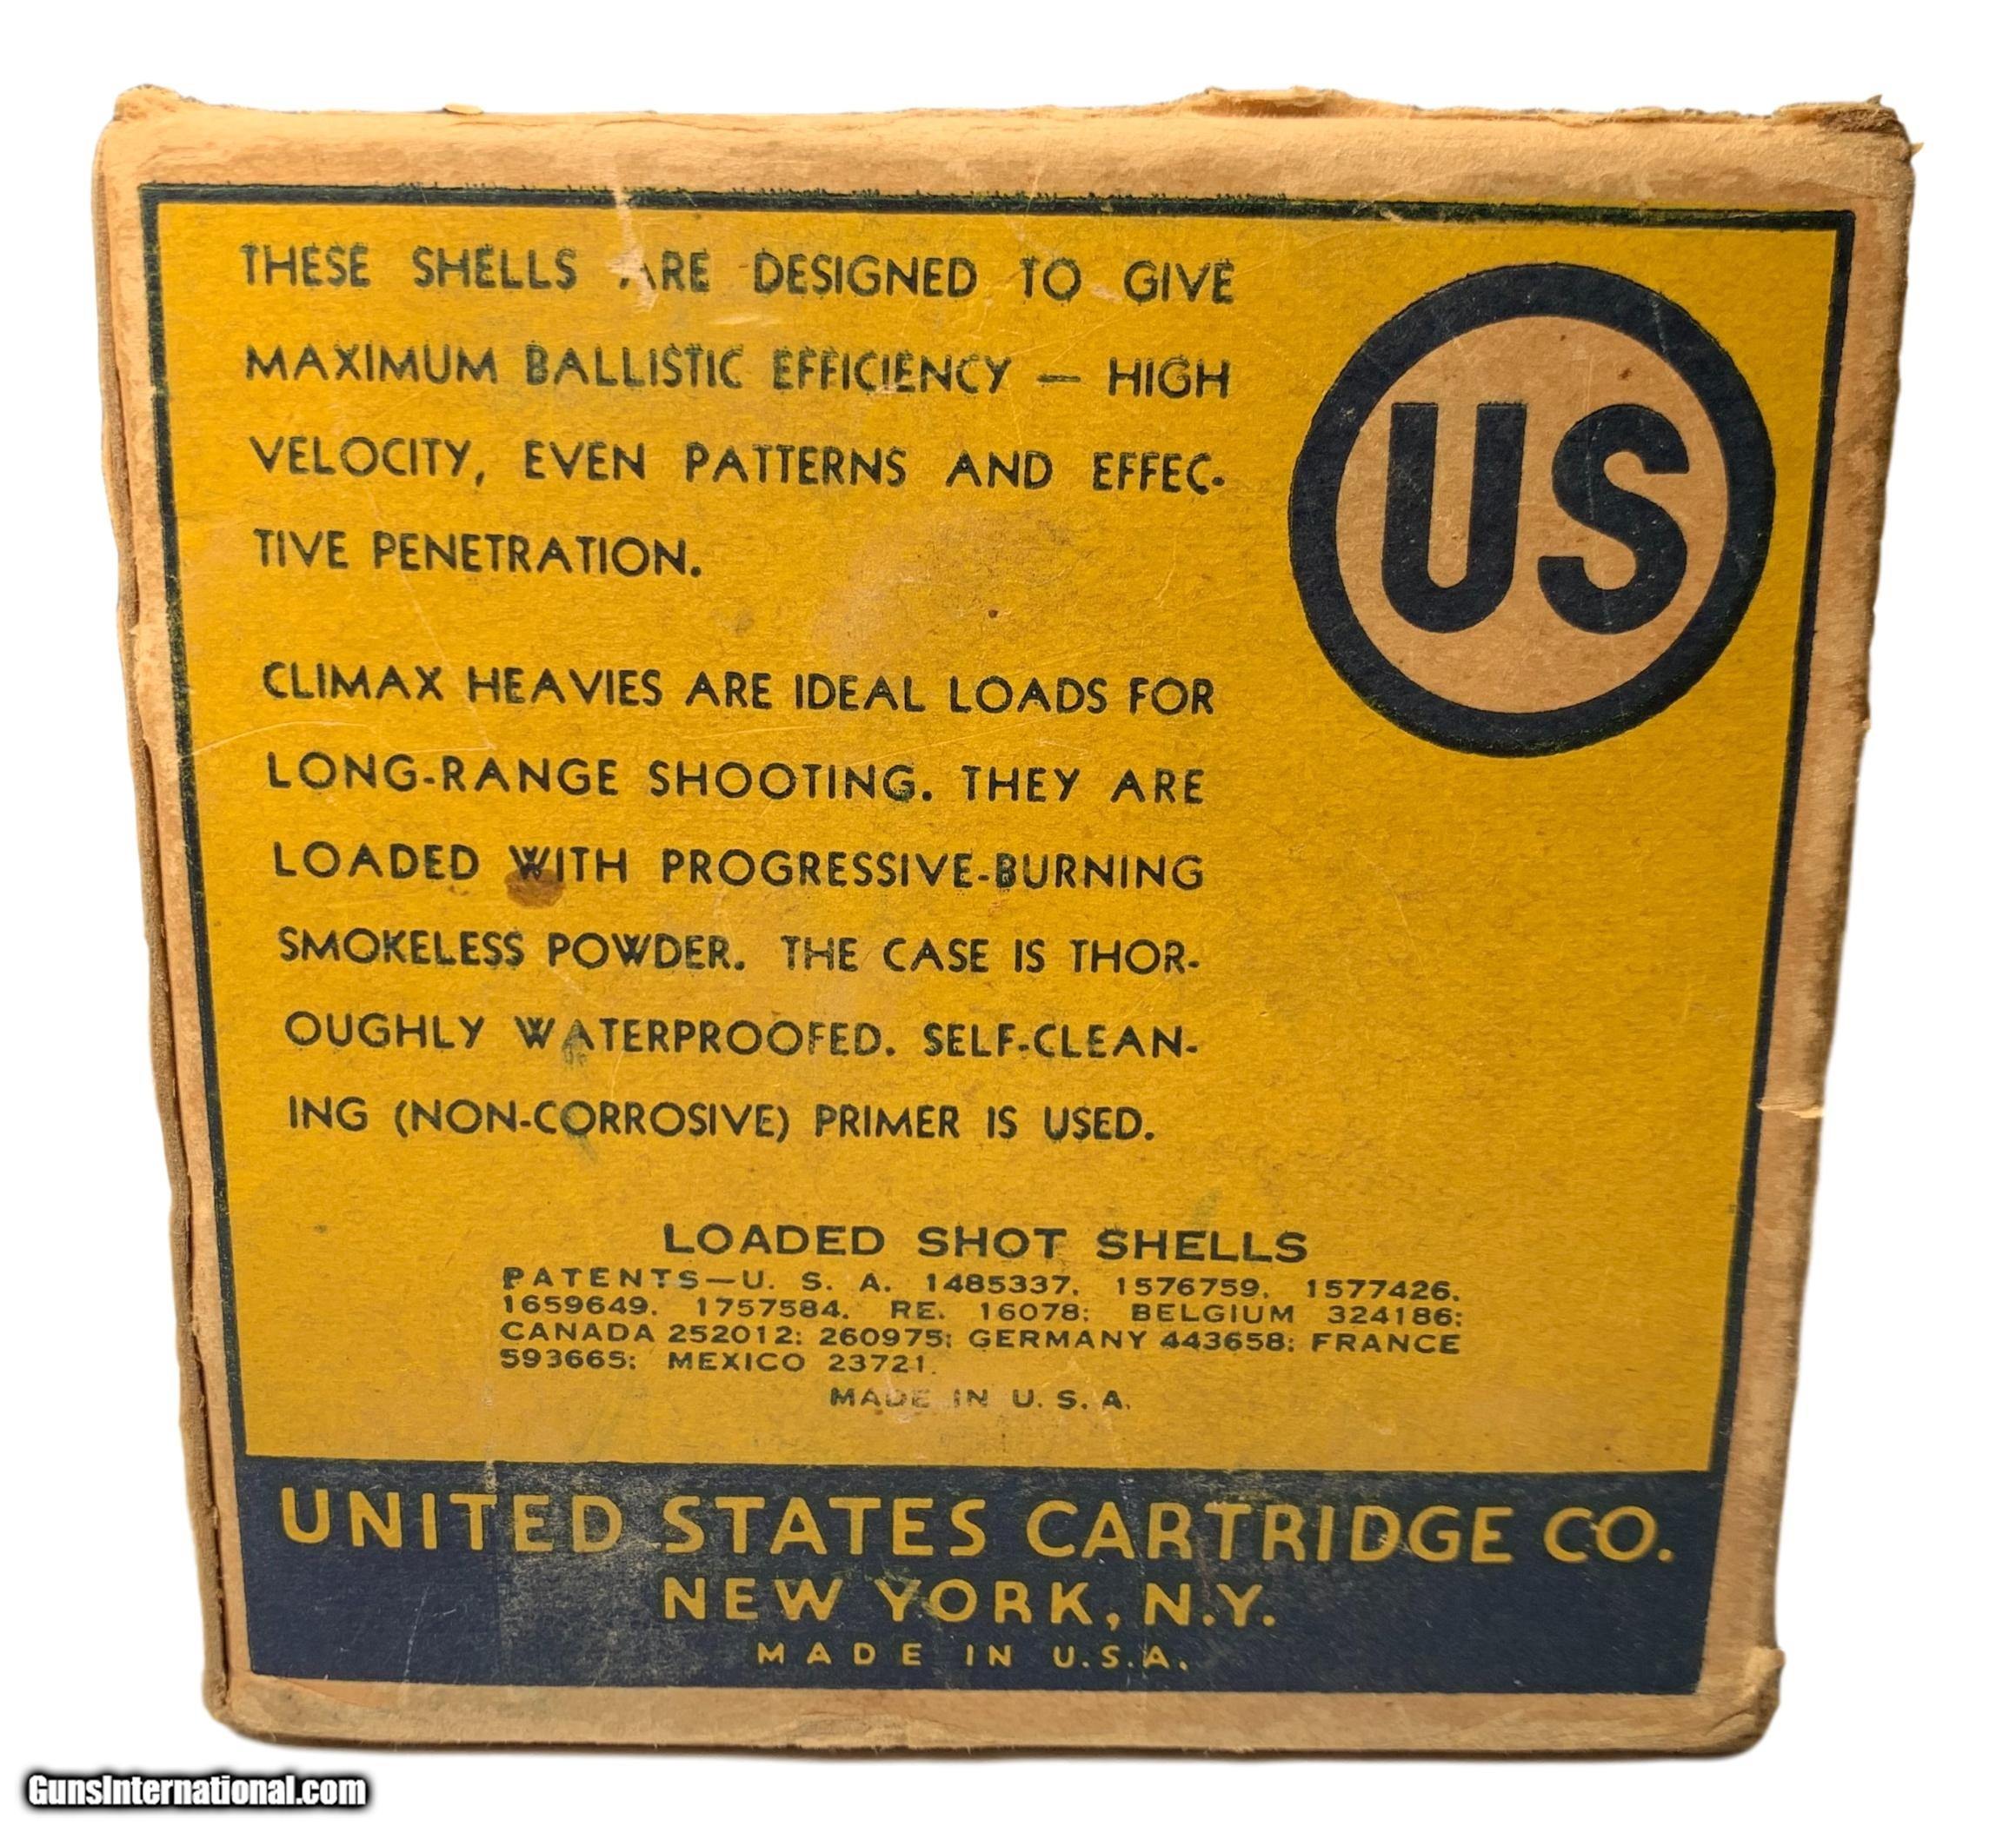 THESE SHELLS ARE DESIGNED TO GIVE
MAXIMUM BALLISTIC EFFICIENCY — HIGH
VELOCITY, EVEN PATTERNS AND EFFEC-
TIVE PENETRATION.
US
CLIMAX HEAVIES ARE IDEAL LOADS FOR
LONG-RANGE SHOOTING. THEY ARE
LOADED WITH PROGRESSIVE-BURNING
SMOKELESS POWDER. THE CASE IS THOR-
OUGHLY WATERPROOFED. SELF-CLEAN-
ING (NON-CORROSIVE) PRIMER IS USED.
LOADED SHOT SHELLS
PATENTS—U. S. A. 1485337, 1576759, 1577426,
1659649, 1757584, RE. 16078; BELGIUM 324186;
CANADA 252012; 260975; GERMANY 443658; FRANCE
593665; MEXICO 23721.
MADE IN U. S. A.
UNITED STATES CARTRIDGE CO.
NEW YORK, N.Y.
MADE IN U.S.A.
GunsInternational.com